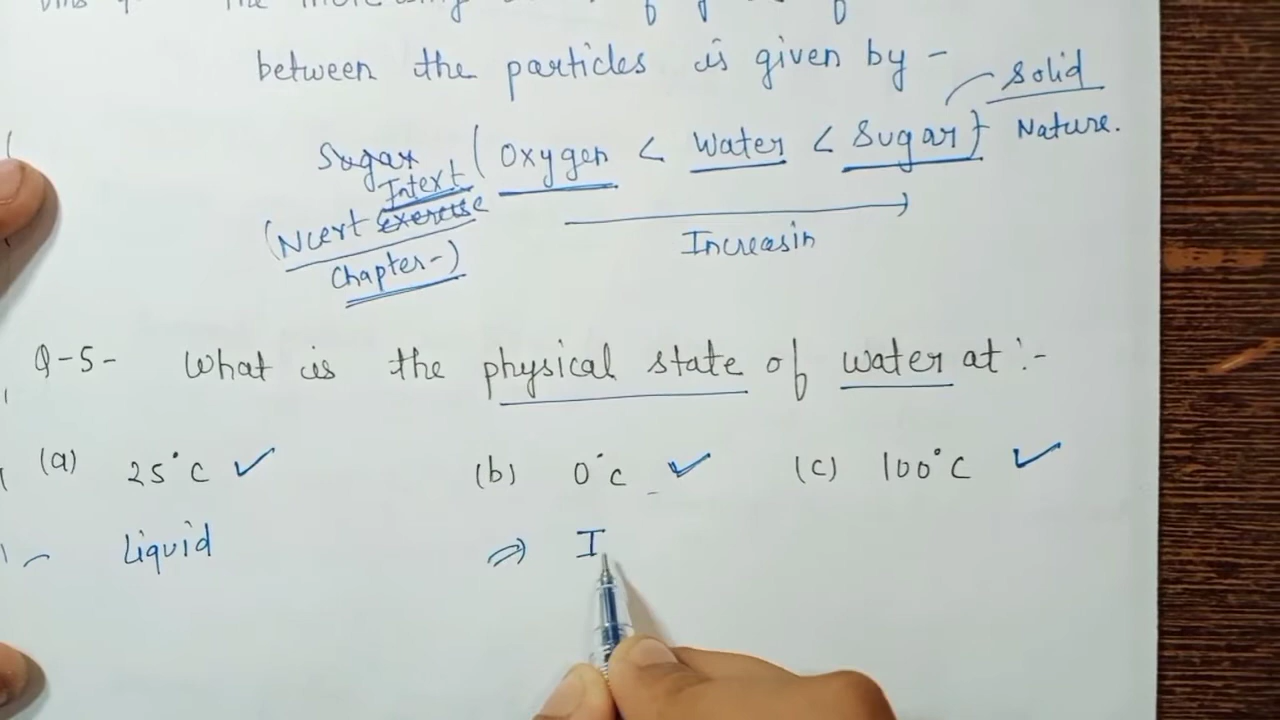 between the particles is given by -
Solid
Nature.
Sugar (Oxygen < Water < Sugar)
Intext
(Ncert exercise
Chapter-)
Increasin
Q-5- What is the physical state of water at :-
(a) 25°C ✓ (b) 0°C ✓ (c) 100°C ✓
Liquid ⇒ I